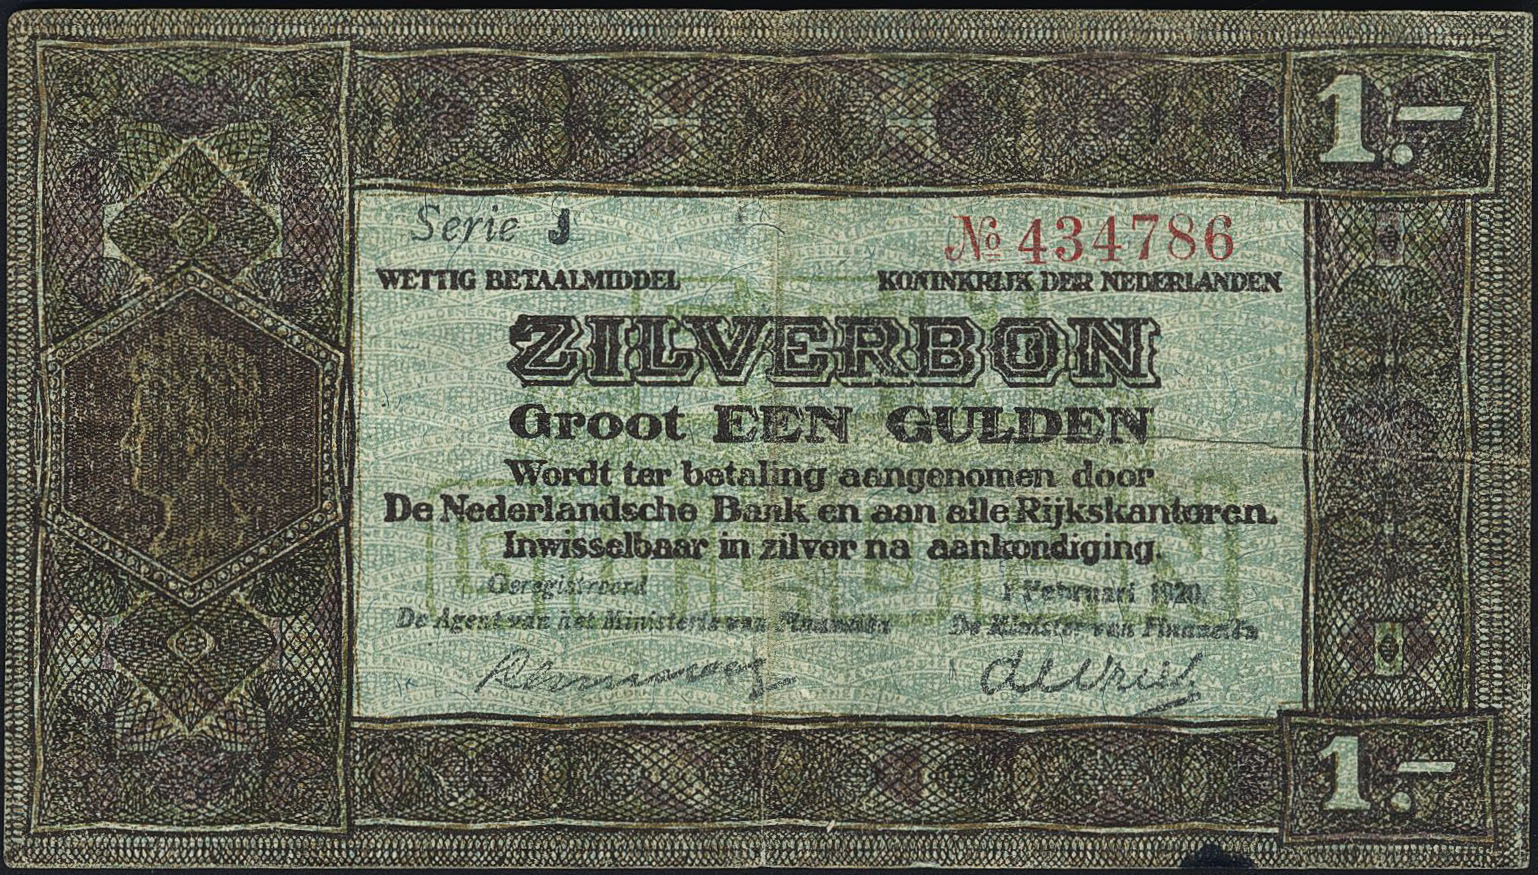 1.-
Serie J
№ 434786
WETTIG BETAALMIDDEL
KONINKRIJK DER NEDERLANDEN
ZILVERBON
Groot EEN GULDEN
Wordt ter betaling aangenomen door
De Nederlandsche Bank en aan alle Rijkskantoren.
Inwisselbaar in zilver na aankondiging.
Geregistreerd
1 Februari 1920.
De Agent van het Ministerie van Financiën
De Minister van Financiën
1.-